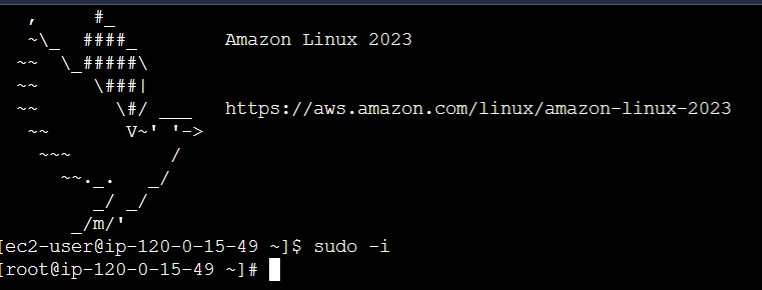 ,     #_
   ~\_  ####_        Amazon Linux 2023
  ~~  \_#####\
  ~~     \###|
  ~~       \#/ ___   https://aws.amazon.com/linux/amazon-linux-2023
   ~~       V~' '->
    ~~~         /
      ~~._.   _/
         _/ _/
       _/m/'
[ec2-user@ip-120-0-15-49 ~]$ sudo -i
[root@ip-120-0-15-49 ~]#